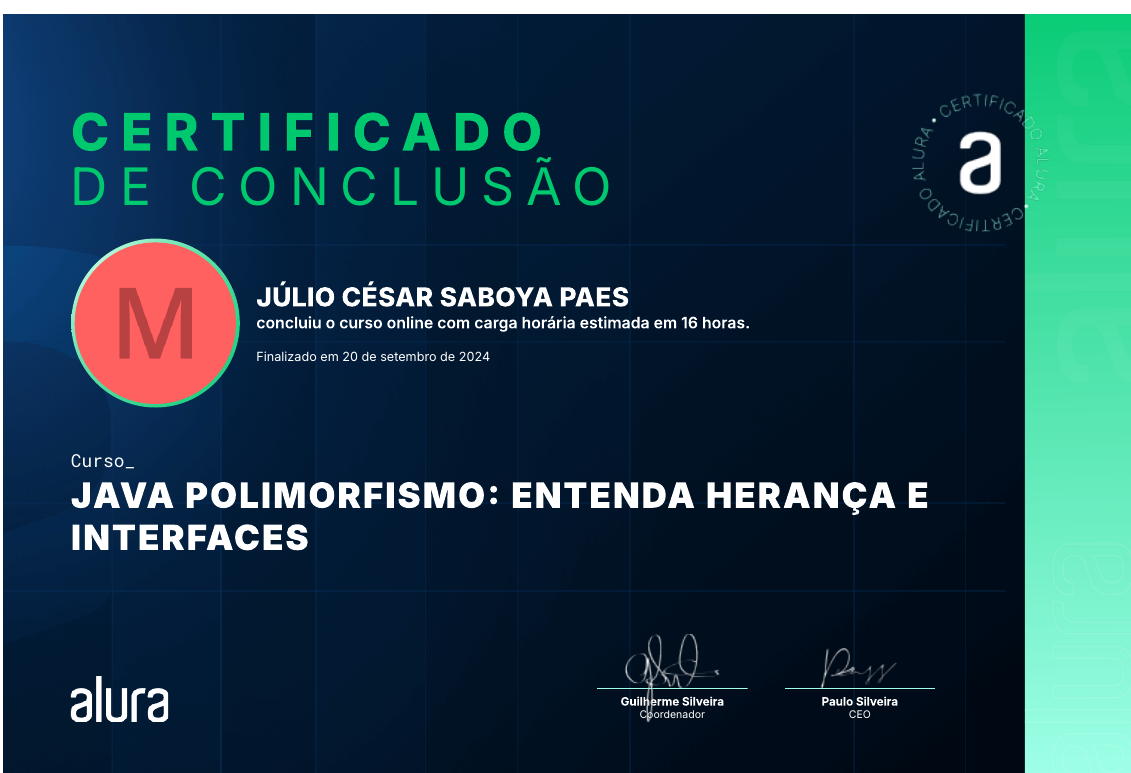 CERTIFICADO
DE CONCLUSÃO
a
CERTIFICADO ALURA • CERTIFICADO ALURA •
M
JÚLIO CÉSAR SABOYA PAES
concluiu o curso online com carga horária estimada em 16 horas.
Finalizado em 20 de setembro de 2024
Curso_
JAVA POLIMORFISMO: ENTENDA HERANÇA E
INTERFACES
alura
Guilherme Silveira
Coordenador
Paulo Silveira
CEO
alura
alura